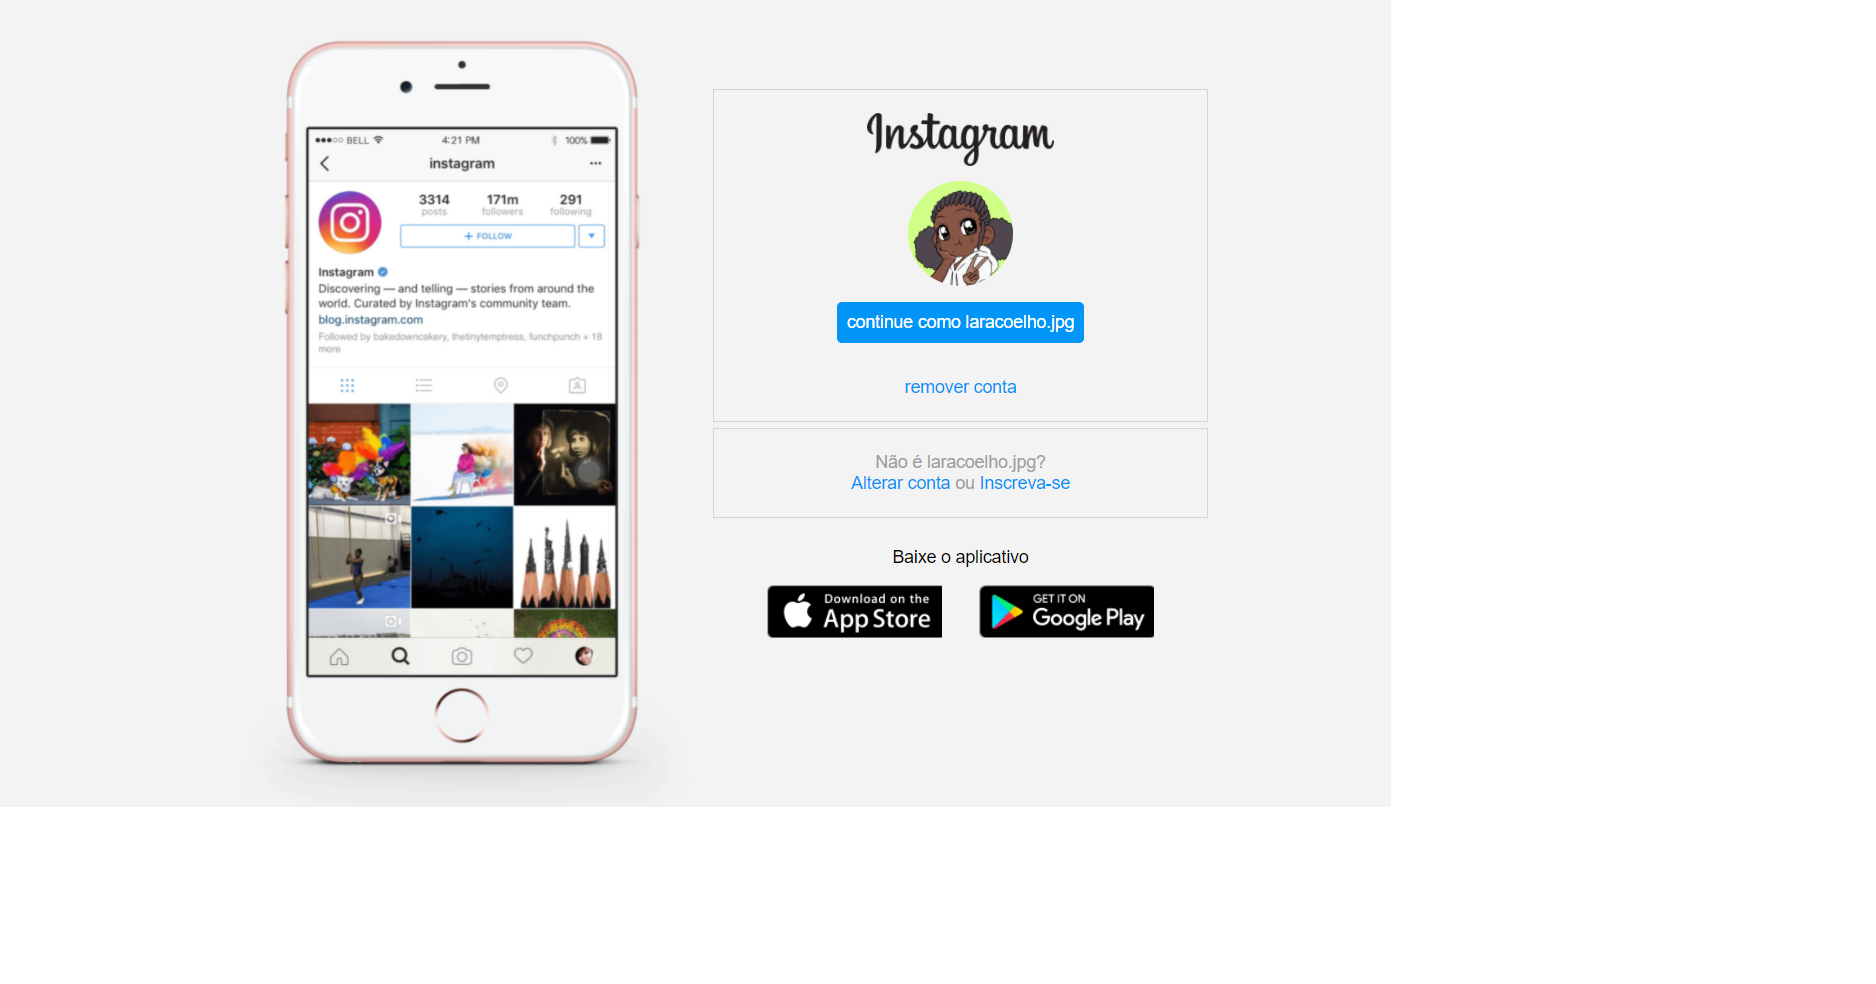 BELL 4:21 PM 100%
instagram
3314 171m 291
posts followers following
+ FOLLOW
Instagram
Discovering — and telling — stories from around the
world. Curated by Instagram's community team.
blog.instagram.com
Followed by bakedowncakery, thetinytemptress, funchpunch + 18
more
Instagram
continue como laracoelho.jpg
remover conta
Não é laracoelho.jpg?
Alterar conta ou Inscreva-se
Baixe o aplicativo
Download on the
App Store
GET IT ON
Google Play